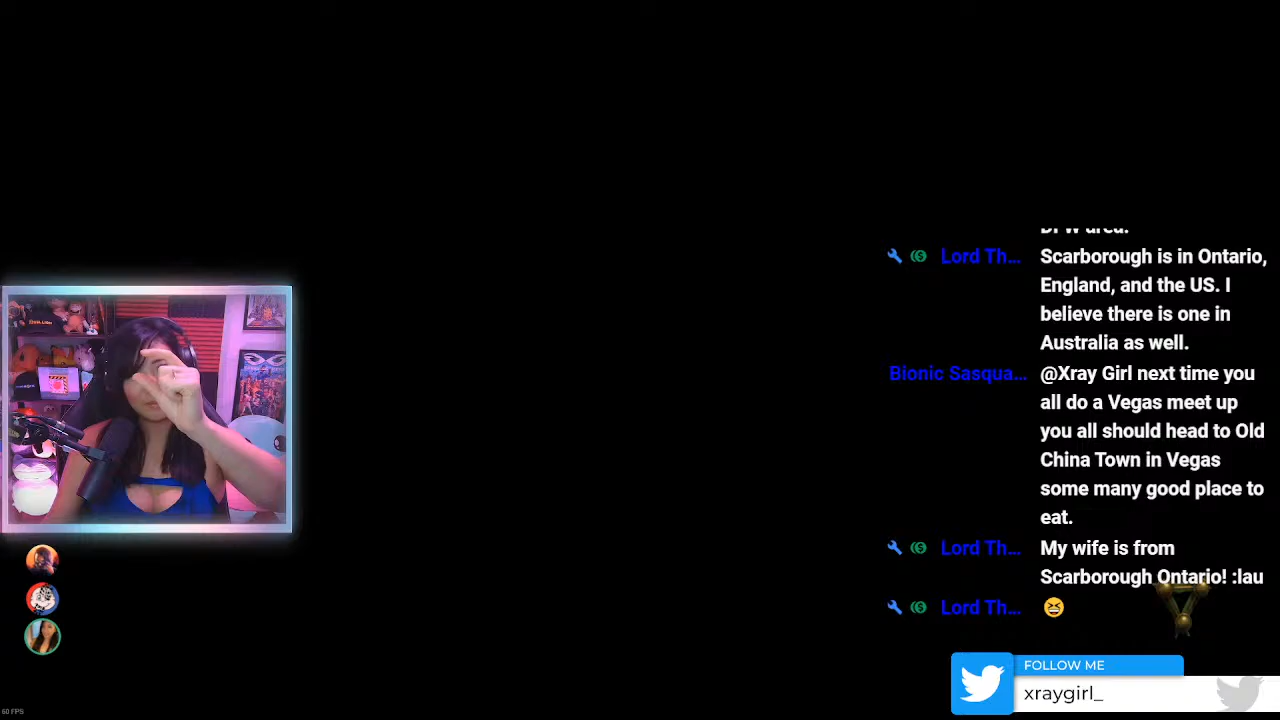 Scarborough is in Ontario,
Lord Th...
England, and the US. I
believe there is one in
Australia as well.
Bionic Sasqua...
@Xray Girl next time you
all do a Vegas meet up
you all should head to Old
China Town in Vegas
some many good place to
eat.
Lord Th...
My wife is from
Scarborough Ontario! :lau
Lord Th...
😆
FOLLOW ME
xraygirl_
60 FPS